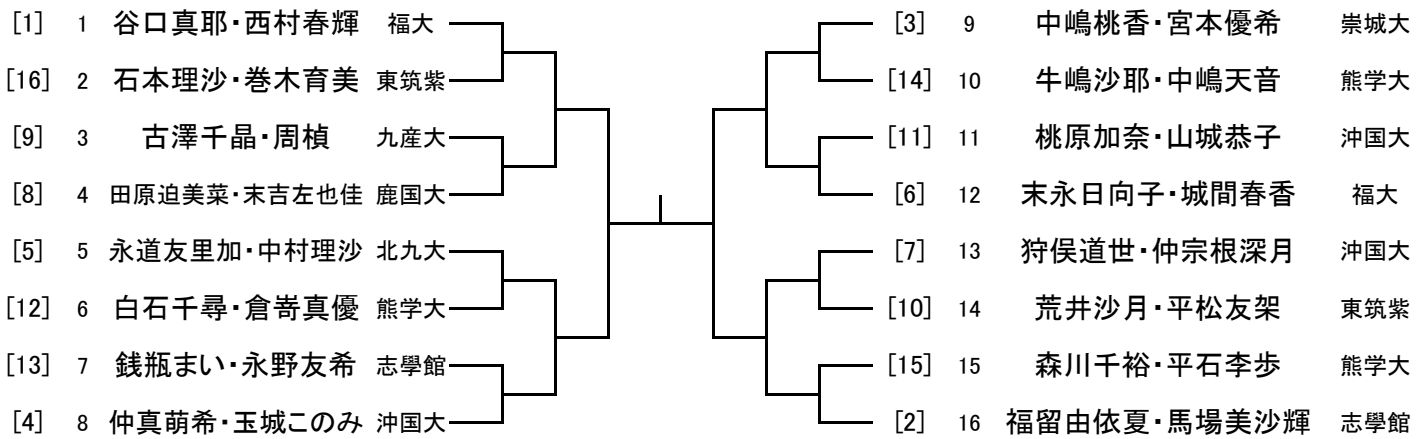 [1] 1 谷口真耶・西村春輝 福大
[16] 2 石本理沙・巻木育美 東筑紫
[9] 3 古澤千晶・周楨 九産大
[8] 4 田原迫美菜・末吉左也佳 鹿国大
[5] 5 永道友里加・中村理沙 北九大
[12] 6 白石千尋・倉嵜真優 熊学大
[13] 7 銭瓶まい・永野友希 志學館
[4] 8 仲真萌希・玉城このみ 沖国大
[3] 9 中嶋桃香・宮本優希 崇城大
[14] 10 牛嶋沙耶・中嶋天音 熊学大
[11] 11 桃原加奈・山城恭子 沖国大
[6] 12 末永日向子・城間春香 福大
[7] 13 狩俣道世・仲宗根深月 沖国大
[10] 14 荒井沙月・平松友架 東筑紫
[15] 15 森川千裕・平石李歩 熊学大
[2] 16 福留由依夏・馬場美沙輝 志學館